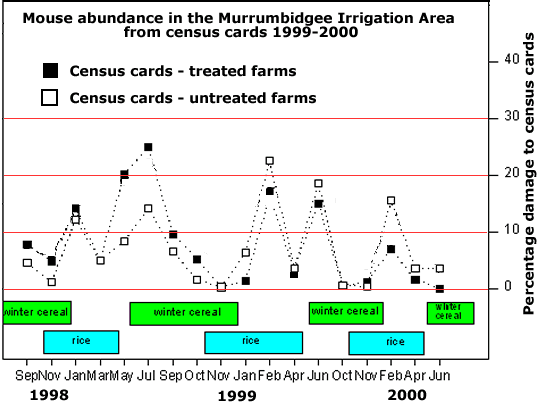 Mouse abundance in the Murrumbidgee Irrigation Area
from census cards 1999-2000
Census cards - treated farms
Census cards - untreated farms
40
30
20
10
0
Percentage damage to census cards
winter cereal
winter cereal
winter cereal
winter
cereal
rice
rice
rice
Sep Nov Jan Mar May Jul Sep Oct Nov Jan Feb Apr Jun Oct Nov Feb Apr Jun
1998
1999
2000